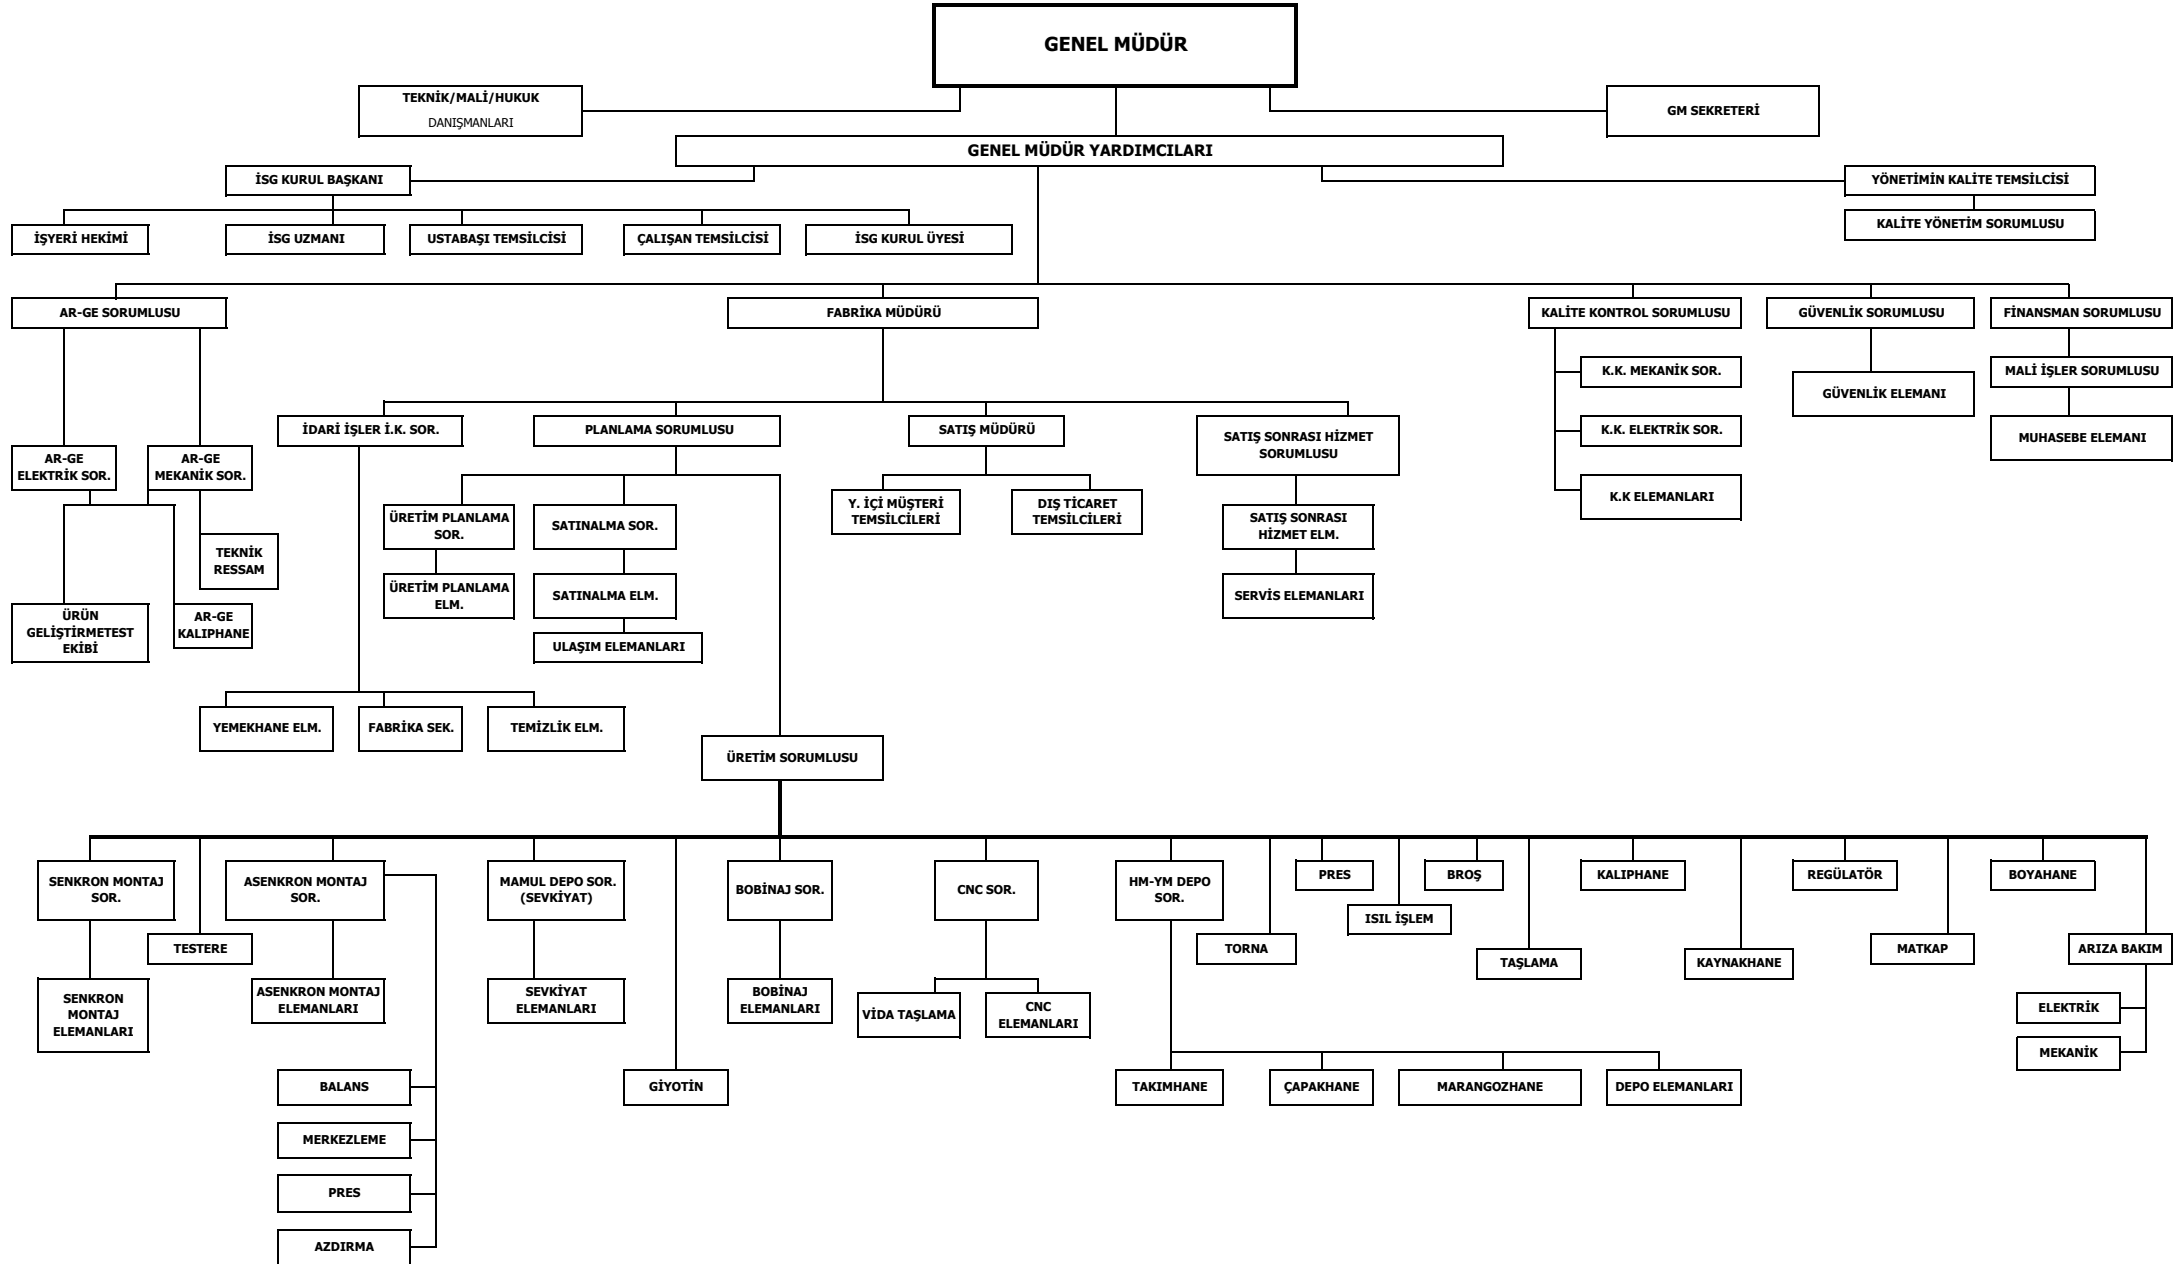 GENEL MÜDÜR
TEKNİK/MALİ/HUKUK
DANIŞMANLARI
GM SEKRETERİ
GENEL MÜDÜR YARDIMCILARI
İSG KURUL BAŞKANI
YÖNETİMİN KALİTE TEMSİLCİSİ
İŞYERİ HEKİMİ
İSG UZMANI
USTABAŞI TEMSİLCİSİ
ÇALIŞAN TEMSİLCİSİ
İSG KURUL ÜYESİ
KALİTE YÖNETİM SORUMLUSU
AR-GE SORUMLUSU
FABRİKA MÜDÜRÜ
KALİTE KONTROL SORUMLUSU
GÜVENLİK SORUMLUSU
FİNANSMAN SORUMLUSU
K.K. MEKANİK SOR.
GÜVENLİK ELEMANI
MALİ İŞLER SORUMLUSU
İDARİ İŞLER İ.K. SOR.
PLANLAMA SORUMLUSU
SATIŞ MÜDÜRÜ
SATIŞ SONRASI HİZMET
SORUMLUSU
K.K. ELEKTRİK SOR.
MUHASEBE ELEMANI
AR-GE
ELEKTRİK SOR.
AR-GE
MEKANİK SOR.
Y. İÇİ MÜŞTERİ
TEMSİLCİLERİ
DIŞ TİCARET
TEMSİLCİLERİ
K.K ELEMANLARI
ÜRETİM PLANLAMA
SOR.
SATINALMA SOR.
SATIŞ SONRASI
HİZMET ELM.
TEKNİK
RESSAM
ÜRETİM PLANLAMA
ELM.
SATINALMA ELM.
SERVİS ELEMANLARI
ÜRÜN
GELİŞTİRMETEST
EKİBİ
AR-GE
KALIPHANE
ULAŞIM ELEMANLARI
YEMEKHANE ELM.
FABRİKA SEK.
TEMİZLİK ELM.
ÜRETİM SORUMLUSU
SENKRON MONTAJ
SOR.
ASENKRON MONTAJ
SOR.
MAMUL DEPO SOR.
(SEVKİYAT)
BOBİNAJ SOR.
CNC SOR.
HM-YM DEPO
SOR.
PRES
BROŞ
KALIPHANE
REGÜLATÖR
BOYAHANE
ISIL İŞLEM
TESTERE
TORNA
TAŞLAMA
KAYNAKHANE
MATKAP
ARIZA BAKIM
SENKRON
MONTAJ
ELEMANLARI
ASENKRON MONTAJ
ELEMANLARI
SEVKİYAT
ELEMANLARI
BOBİNAJ
ELEMANLARI
VİDA TAŞLAMA
CNC
ELEMANLARI
ELEKTRİK
MEKANİK
BALANS
GİYOTİN
TAKIMHANE
ÇAPAKHANE
MARANGOZHANE
DEPO ELEMANLARI
MERKEZLEME
PRES
AZDIRMA